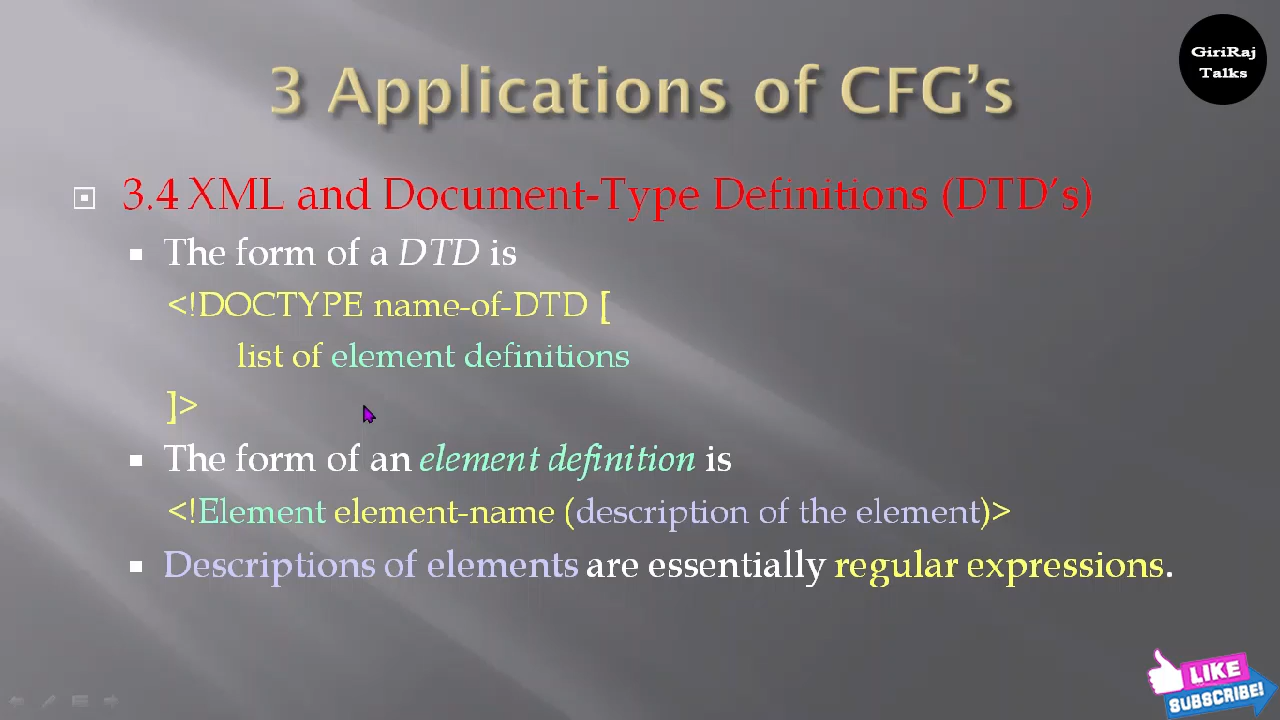 GiriRaj
Talks
3 Applications of CFG’s
3.4 XML and Document-Type Definitions (DTD’s)
The form of a DTD is
<!DOCTYPE name-of-DTD [
list of element definitions
]>
The form of an element definition is
<!Element element-name (description of the element)>
Descriptions of elements are essentially regular expressions.
LIKE
SUBSCRIBE!